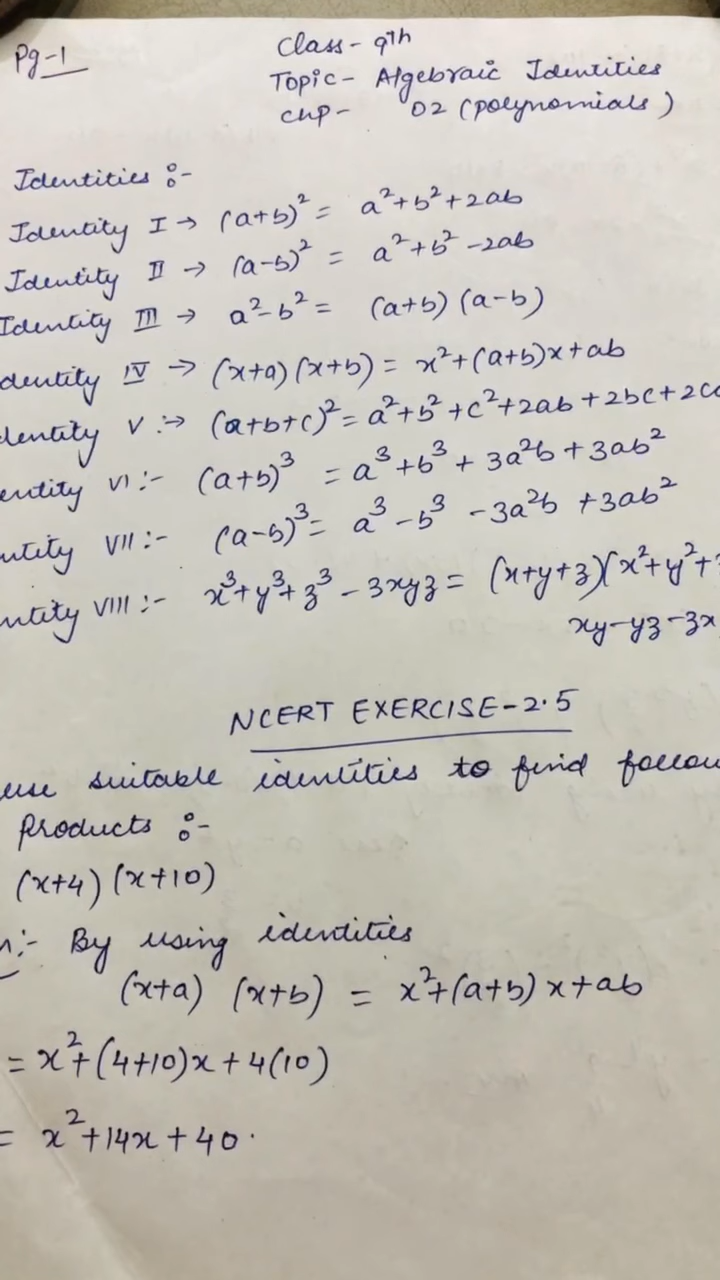 Pg-1
Class- 9th
Topic- Algebraic Identities
chp- 02 (polynomials)
Identities :-
Identity I → (a+b)² = a²+b²+2ab
Identity II → (a-b)² = a²+b²-2ab
Identity III → a²-b² = (a+b) (a-b)
dentity IV → (x+a) (x+b) = x²+(a+b)x+ab
dentity V :→ (a+b+c)² = a²+b²+c²+2ab+2bc+2c
entity VI :- (a+b)³ = a³+b³+3a²b+3ab²
ntity VII :- (a-b)³ = a³-b³-3a²b+3ab²
ntity VIII :- x³+y³+z³-3xyz = (x+y+z)(x²+y²+
xy-yz-zx
NCERT EXERCISE-2.5
use suitable identities to find follow
Products :-
(x+4) (x+10)
n:- By using identities
(x+a) (x+b) = x²+(a+b)x+ab
= x²+(4+10)x+4(10)
= x²+14x+40.